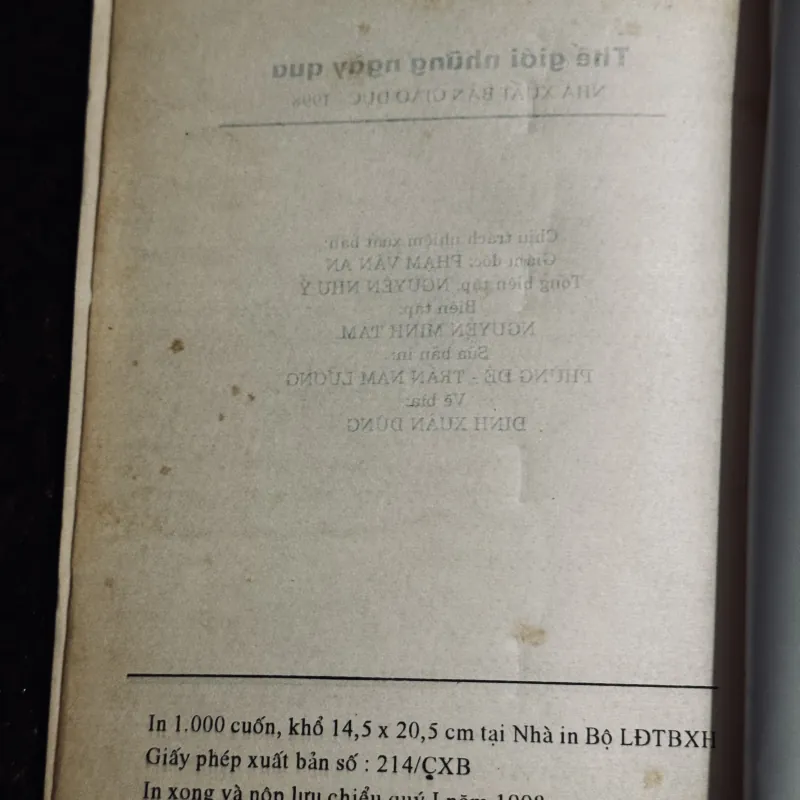 Thế giới những ngày qua
NHÀ XUẤT BẢN GIÁO DỤC - 1998
Chịu trách nhiệm xuất bản:
Giám đốc: PHẠM VĂN AN
Tổng biên tập: NGUYỄN NHƯ Ý
Biên tập:
NGUYỄN MINH TÂM
Sửa bản in:
PHÙNG ĐỆ - TRẦN NAM LƯƠNG
Vẽ bìa:
ĐINH XUÂN DŨNG
In 1.000 cuốn, khổ 14,5 x 20,5 cm tại Nhà in Bộ LĐTBXH
Giấy phép xuất bản số : 214/CXB
In xong và nộp lưu chiểu quý I năm 1998